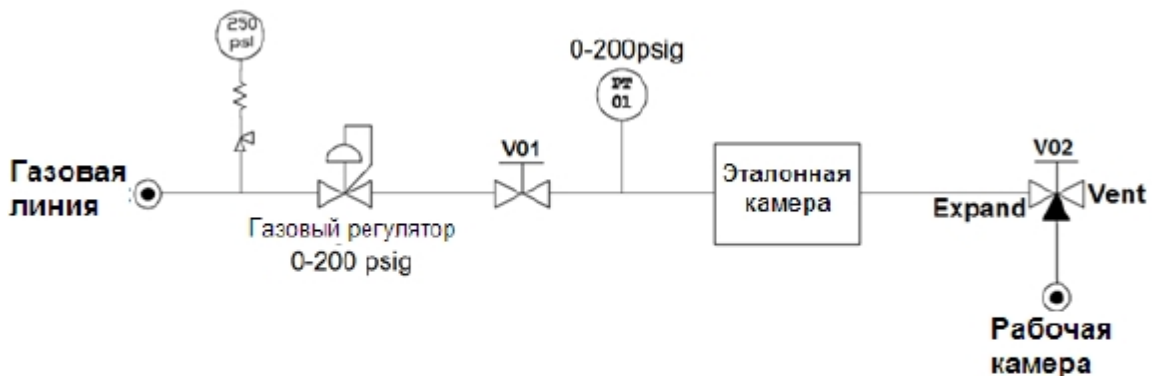 250
psi
0-200psig
PT
01
V01
V02
Газовая
линия
Эталонная
камера
Expand
Vent
Газовый регулятор
0-200 psig
Рабочая
камера